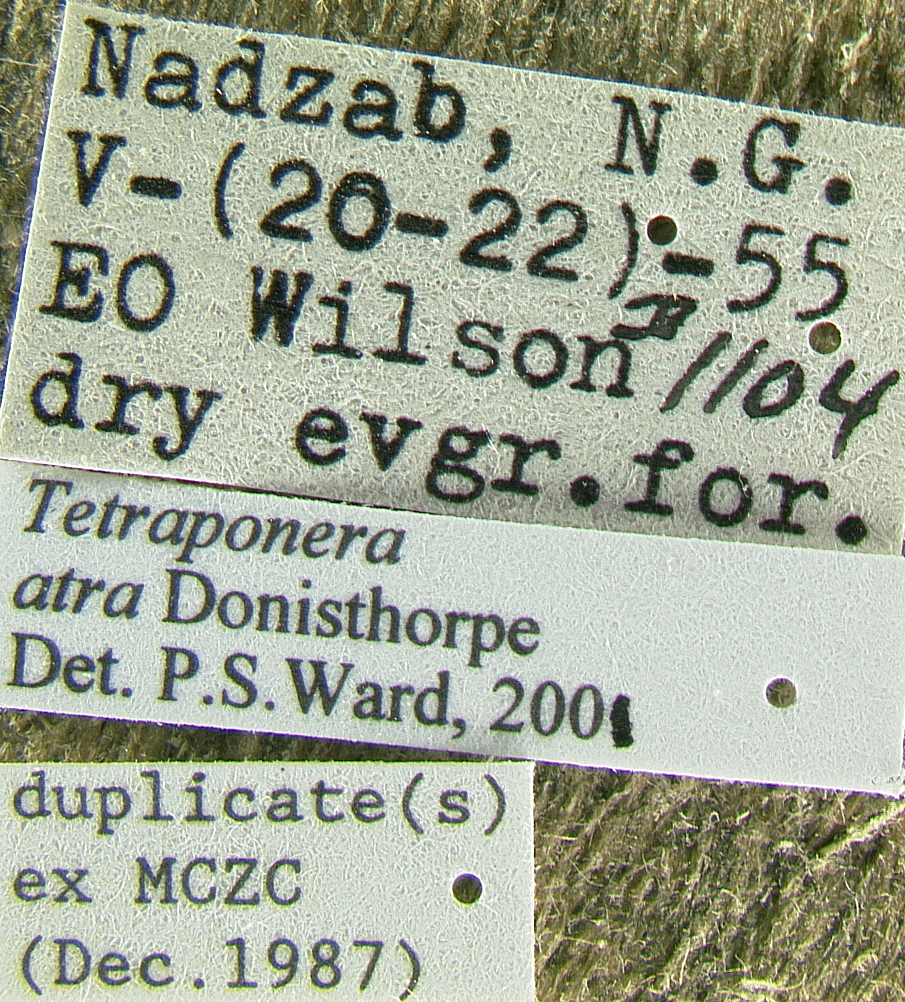 Nadzab, N.G.
V-(20-22)-55
EO Wilson 1104
dry evgr.for.
Tetraponera
atra Donisthorpe
Det. P.S.Ward, 2001
duplicate(s)
ex MCZC
(Dec.1987)